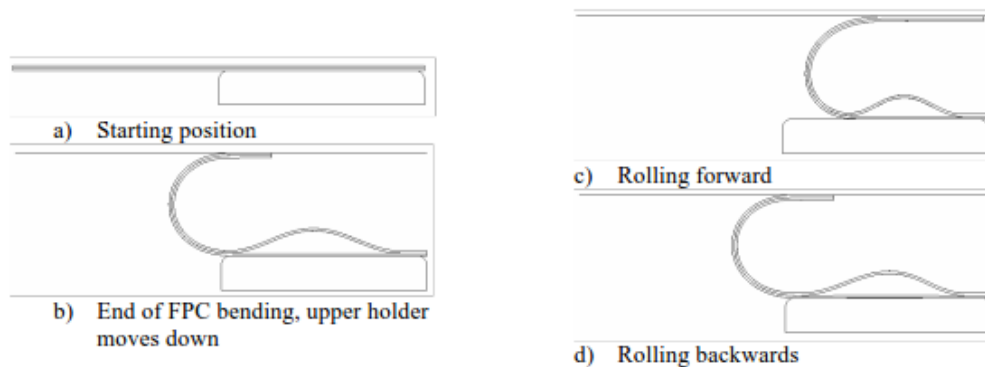 a) Starting position
b) End of FPC bending, upper holder
moves down
c) Rolling forward
d) Rolling backwards